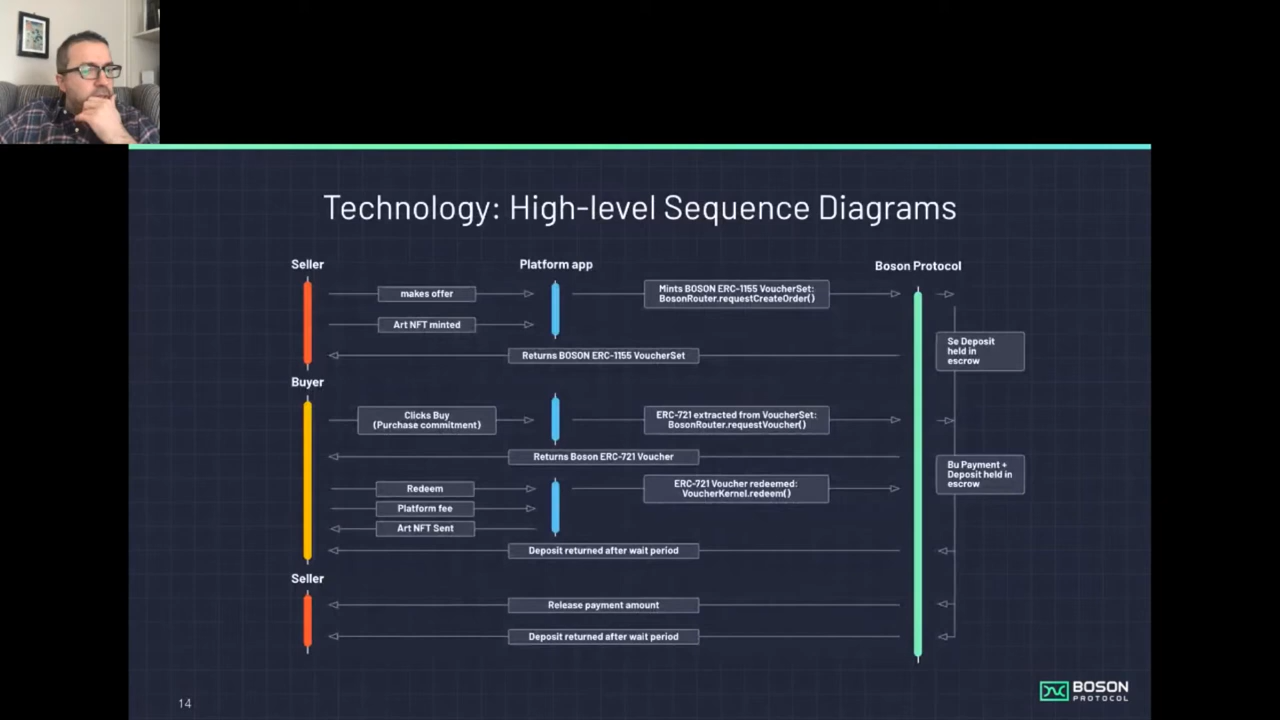 Technology: High-level Sequence Diagrams
Seller
Platform app
Boson Protocol
makes offer
Mints BOSON ERC-1155 VoucherSet:
BosonRouter.requestCreateOrder()
Art NFT minted
Se Deposit
held in
escrow
Returns BOSON ERC-1155 VoucherSet
Buyer
Clicks Buy
(Purchase commitment)
ERC-721 extracted from VoucherSet:
BosonRouter.requestVoucher()
Returns Boson ERC-721 Voucher
Bu Payment +
Deposit held in
escrow
Redeem
ERC-721 Voucher redeemed:
VoucherKernel.redeem()
Platform fee
Art NFT Sent
Deposit returned after wait period
Seller
Release payment amount
Deposit returned after wait period
14
BOSON
PROTOCOL